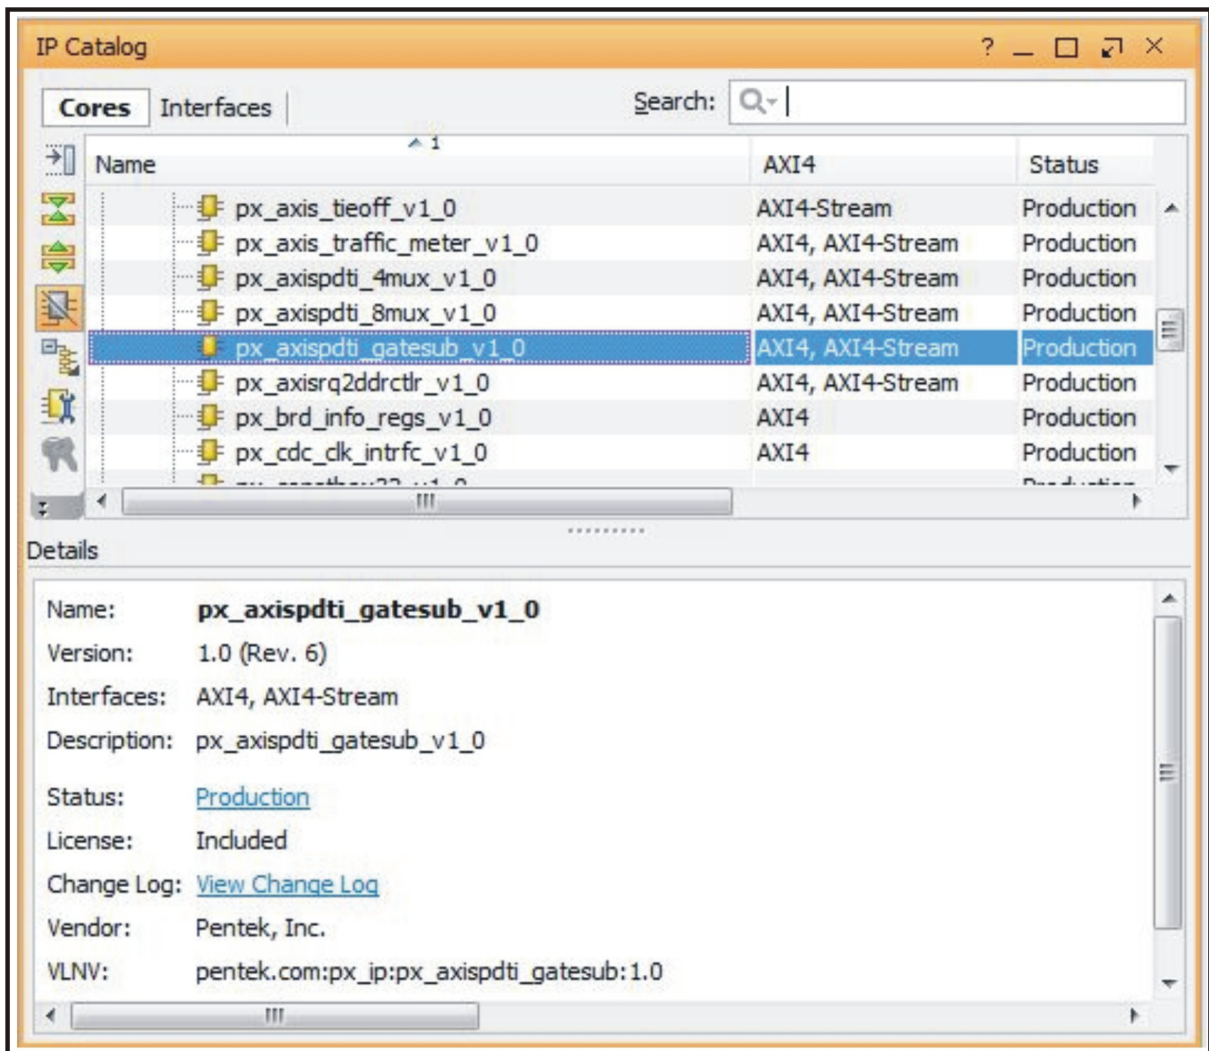 IP Catalog ?
Cores Interfaces Search:
1
Name AXI4 Status
px_axis_tieoff_v1_0 AXI4-Stream Production
px_axis_traffic_meter_v1_0 AXI4, AXI4-Stream Production
px_axispdti_4mux_v1_0 AXI4, AXI4-Stream Production
px_axispdti_8mux_v1_0 AXI4, AXI4-Stream Production
px_axispdti_gatesub_v1_0 AXI4, AXI4-Stream Production
px_axisrq2ddrctlr_v1_0 AXI4, AXI4-Stream Production
px_brd_info_regs_v1_0 AXI4 Production
px_cdc_clk_intrfc_v1_0 AXI4 Production
Details
Name: px_axispdti_gatesub_v1_0
Version: 1.0 (Rev. 6)
Interfaces: AXI4, AXI4-Stream
Description: px_axispdti_gatesub_v1_0
Status: Production
License: Included
Change Log: View Change Log
Vendor: Pentek, Inc.
VLNV: pentek.com:px_ip:px_axispdti_gatesub:1.0